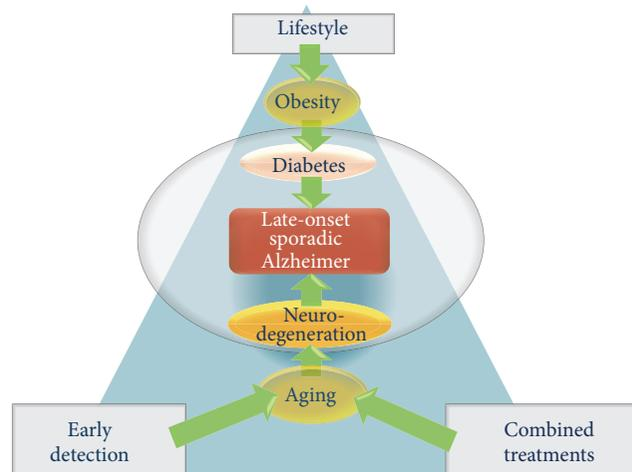 Lifestyle
Obesity
Diabetes
Late-onset
sporadic
Alzheimer
Neuro-
degeneration
Aging
Early
detection
Combined
treatments